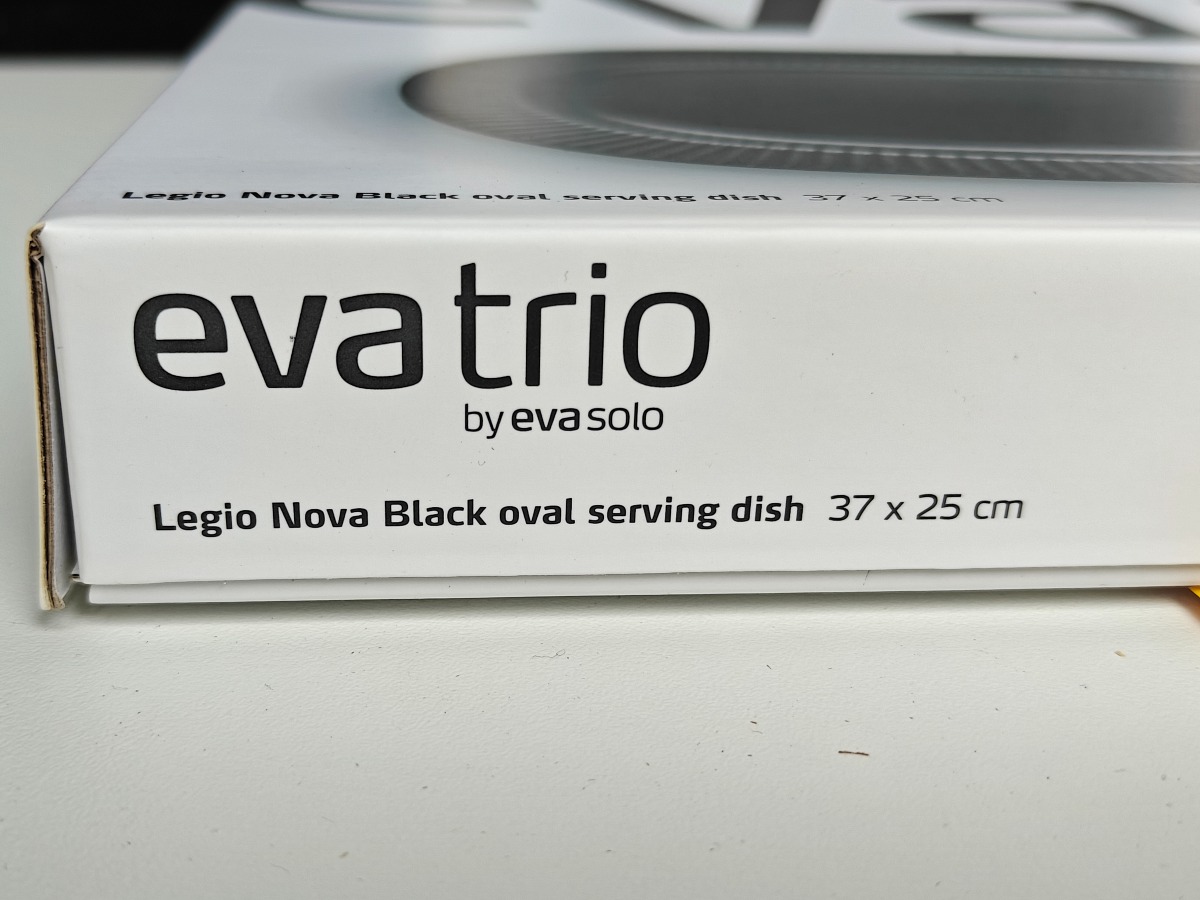 Legio Nova Black oval serving dish 37 x 25 cm
eva trio
by eva solo
Legio Nova Black oval serving dish 37 x 25 cm